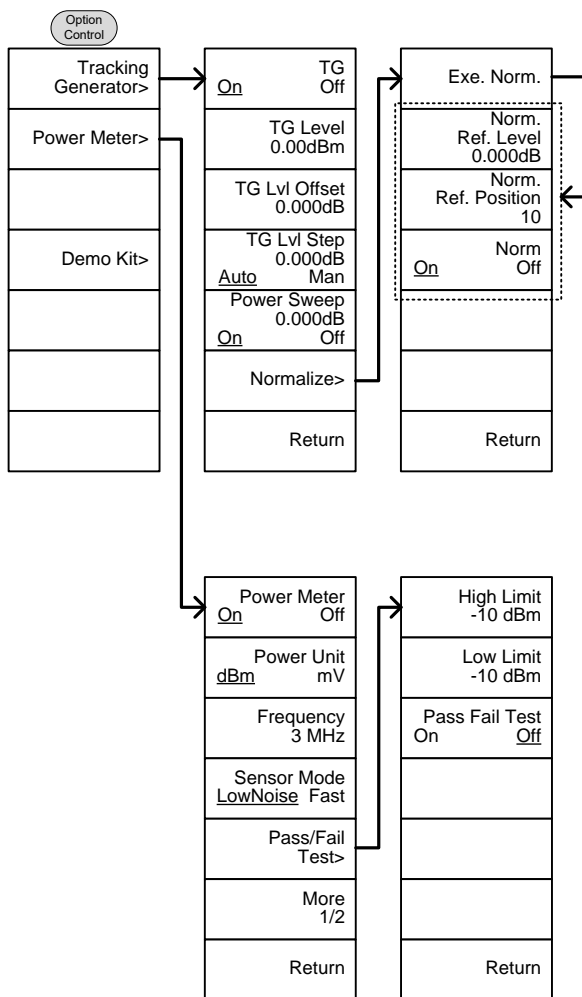 Option
Control
Tracking
Generator>
Power Meter>
Demo Kit>
TG
On Off
TG Level
0.00dBm
TG Lvl Offset
0.000dB
TG Lvl Step
0.000dB
Auto Man
Power Sweep
0.000dB
On Off
Normalize>
Return
Exe. Norm.
Norm.
Ref. Level
0.000dB
Norm.
Ref. Position
10
Norm
On Off
Return
Power Meter
On Off
Power Unit
dBm mV
Frequency
3 MHz
Sensor Mode
LowNoise Fast
Pass/Fail
Test>
More
1/2
Return
High Limit
-10 dBm
Low Limit
-10 dBm
Pass Fail Test
On Off
Return